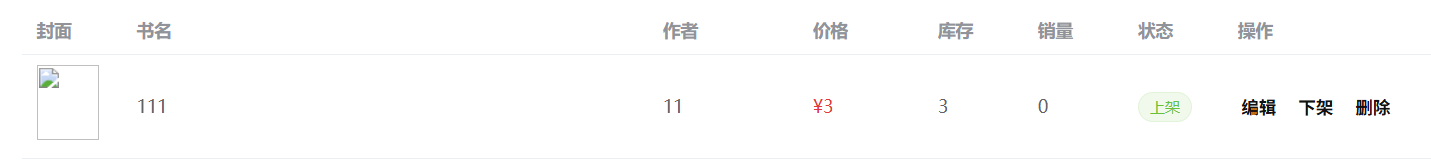 封面 书名 作者 价格 库存 销量 状态 操作
111 11 ¥3 3 0 上架 编辑 下架 删除